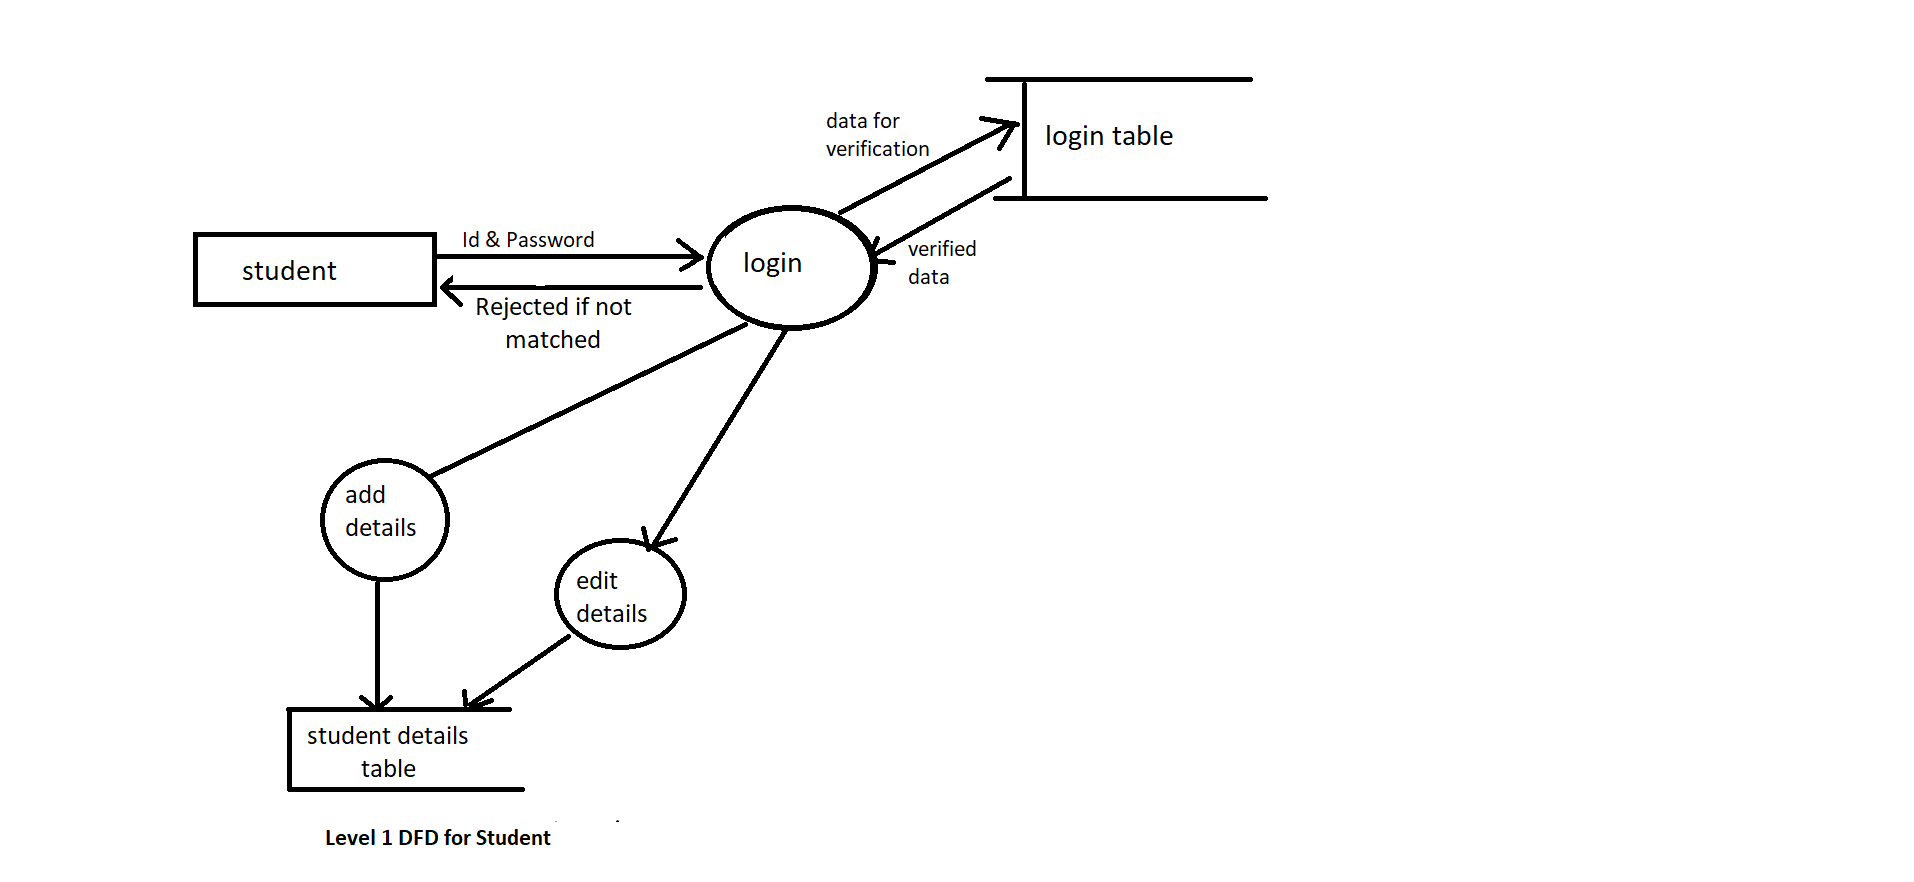 data for
verification
login table
Id & Password
student
login
verified
data
Rejected if not
matched
add
details
edit
details
student details
table
Level 1 DFD for Student